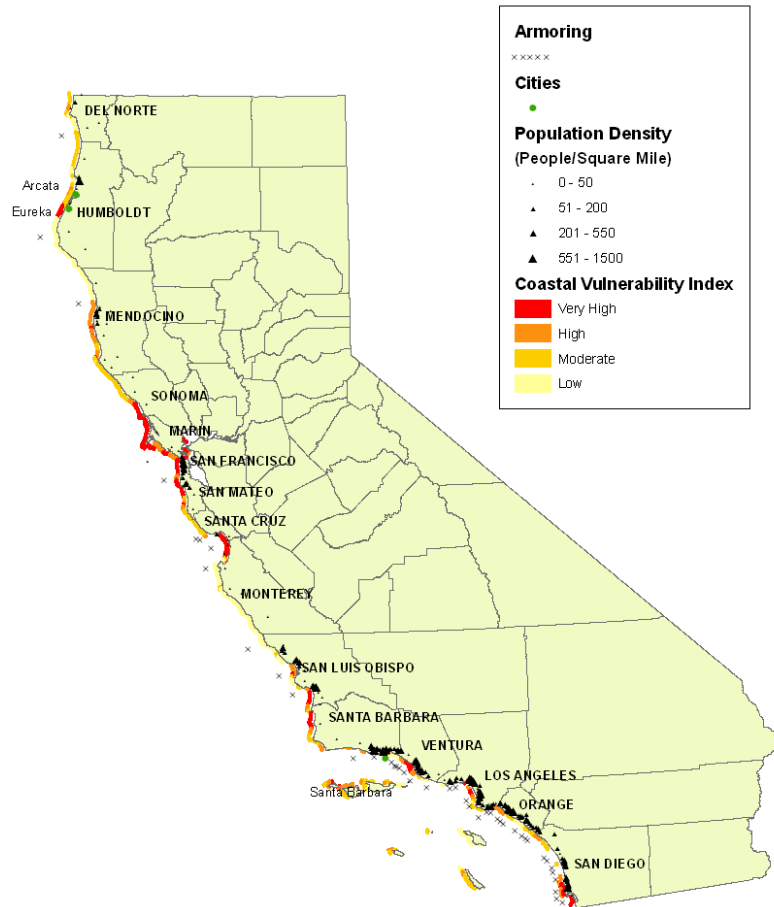 Armoring
Cities
Population Density
(People/Square Mile)
0 - 50
51 - 200
201 - 550
551 - 1500
Coastal Vulnerability Index
Very High
High
Moderate
Low
DEL NORTE
Arcata
Eureka
HUMBOLDT
MENDOCINO
SONOMA
MARIN
SAN FRANCISCO
SAN MATEO
SANTA CRUZ
MONTEREY
SAN LUIS OBISPO
SANTA BARBARA
VENTURA
LOS ANGELES
Santa Barbara
ORANGE
SAN DIEGO